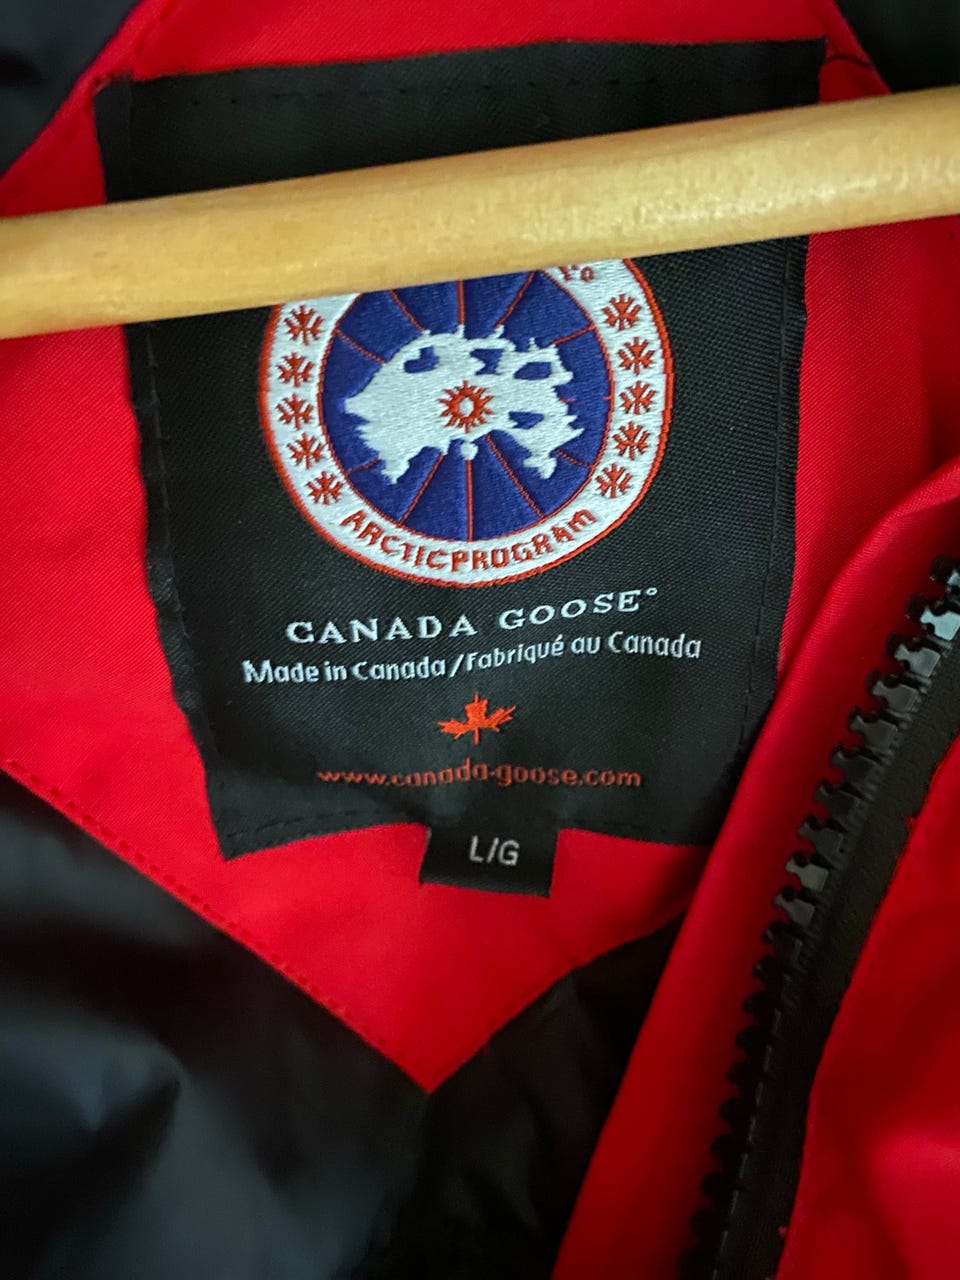 ARCTIC PROGRAM
CANADA GOOSE®
Made in Canada/Fabriqué au Canada
www.canada-goose.com
L/G